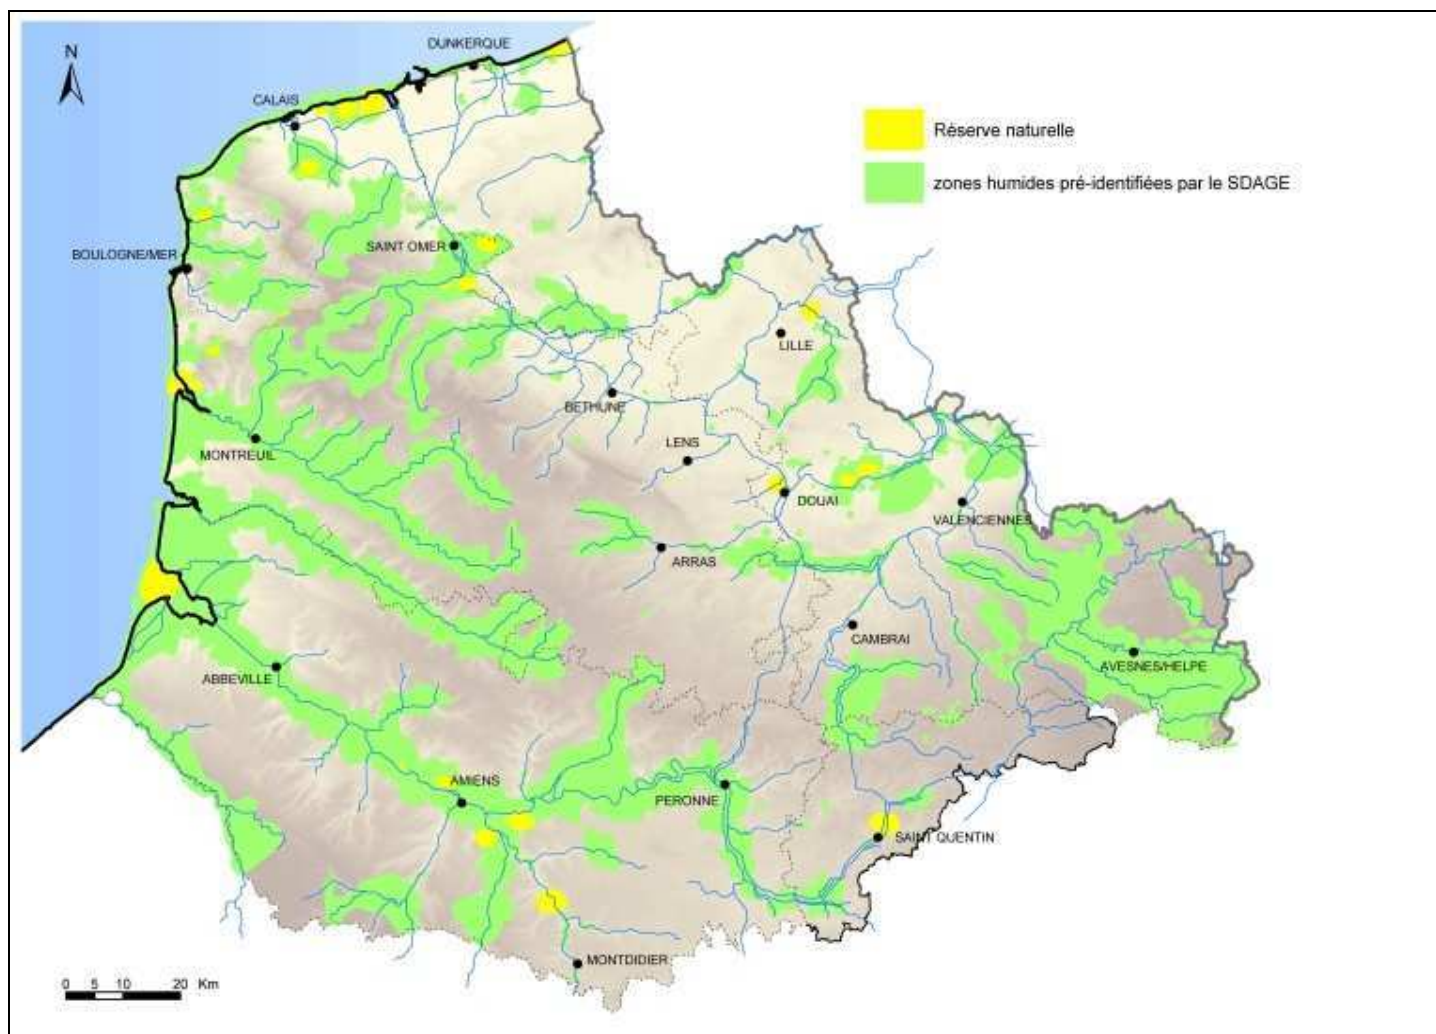 N
DUNKERQUE
CALAIS
Réserve naturelle
zones humides pré-identifiées par le SDAGE
SAINT OMER
BOULOGNE/MER
LILLE
BETHUNE
LENS
MONTREUIL
DOUAI
VALENCIENNES
ARRAS
CAMBRAI
AVESNES/HELPE
ABBEVILLE
AMIENS
PERONNE
SAINT QUENTIN
MONTDIDIER
0 5 10 20 Km